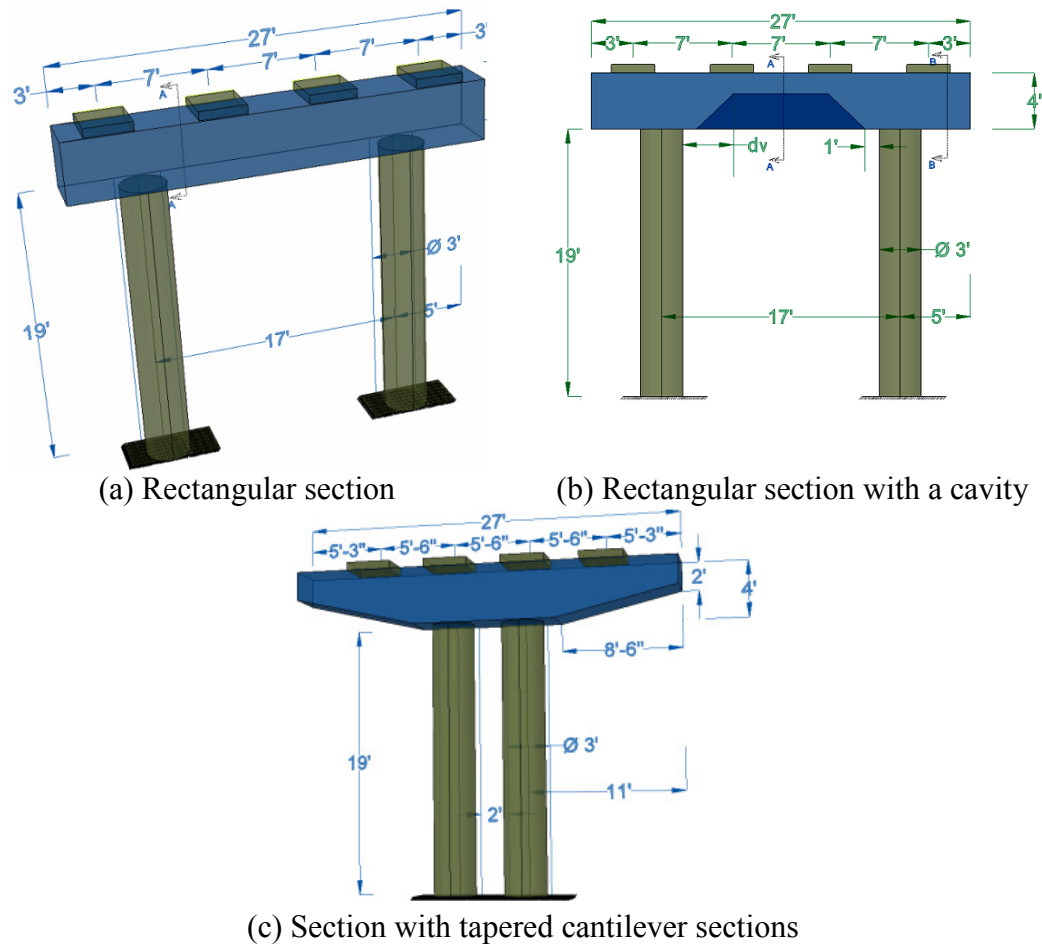 27'
3' 7' 7' 7' 3'
A
A
19'
Ø 3'
17' 5'
(a) Rectangular section
27'
3' 7' 7' 7' 3'
A B
4'
dv 1'
A B
19'
Ø 3'
17' 5'
(b) Rectangular section with a cavity
27'
5'-3" 5'-6" 5'-6" 5'-6" 5'-3"
2' 4'
8'-6"
19'
Ø 3'
2' 11'
(c) Section with tapered cantilever sections